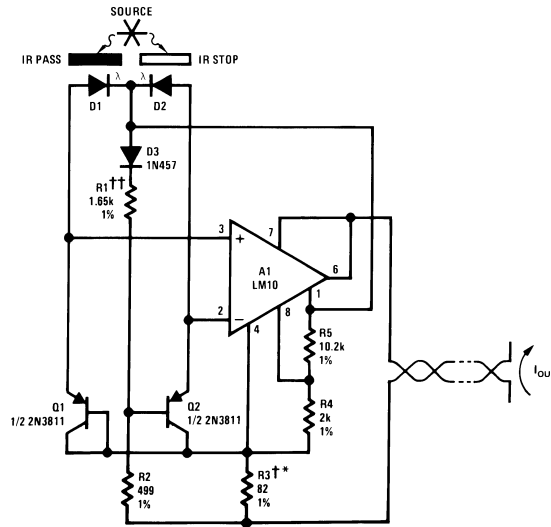 SOURCE
IR PASS
IR STOP
λ
λ
D1
D2
D3
1N457
R1††
1.65k
1%
3
+
7
A1
LM10
6
1
2
–
4
8
R5
10.2k
1%
IOU
Q1
1/2 2N3811
Q2
1/2 2N3811
R4
2k
1%
R2
499
1%
R3†*
82
1%